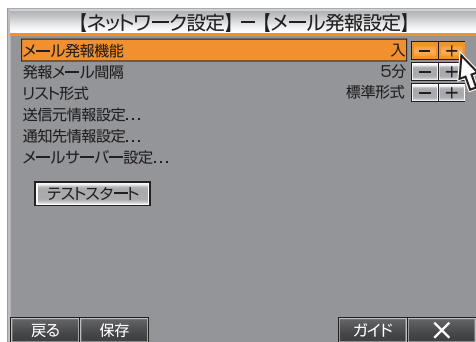 【ネットワーク設定】－【メール発報設定】
メール発報機能 入 － ＋
発報メール間隔 5分 － ＋
リスト形式 標準形式 － ＋
送信元情報設定...
通知先情報設定...
メールサーバー設定...
テストスタート
戻る 保存 ガイド ×